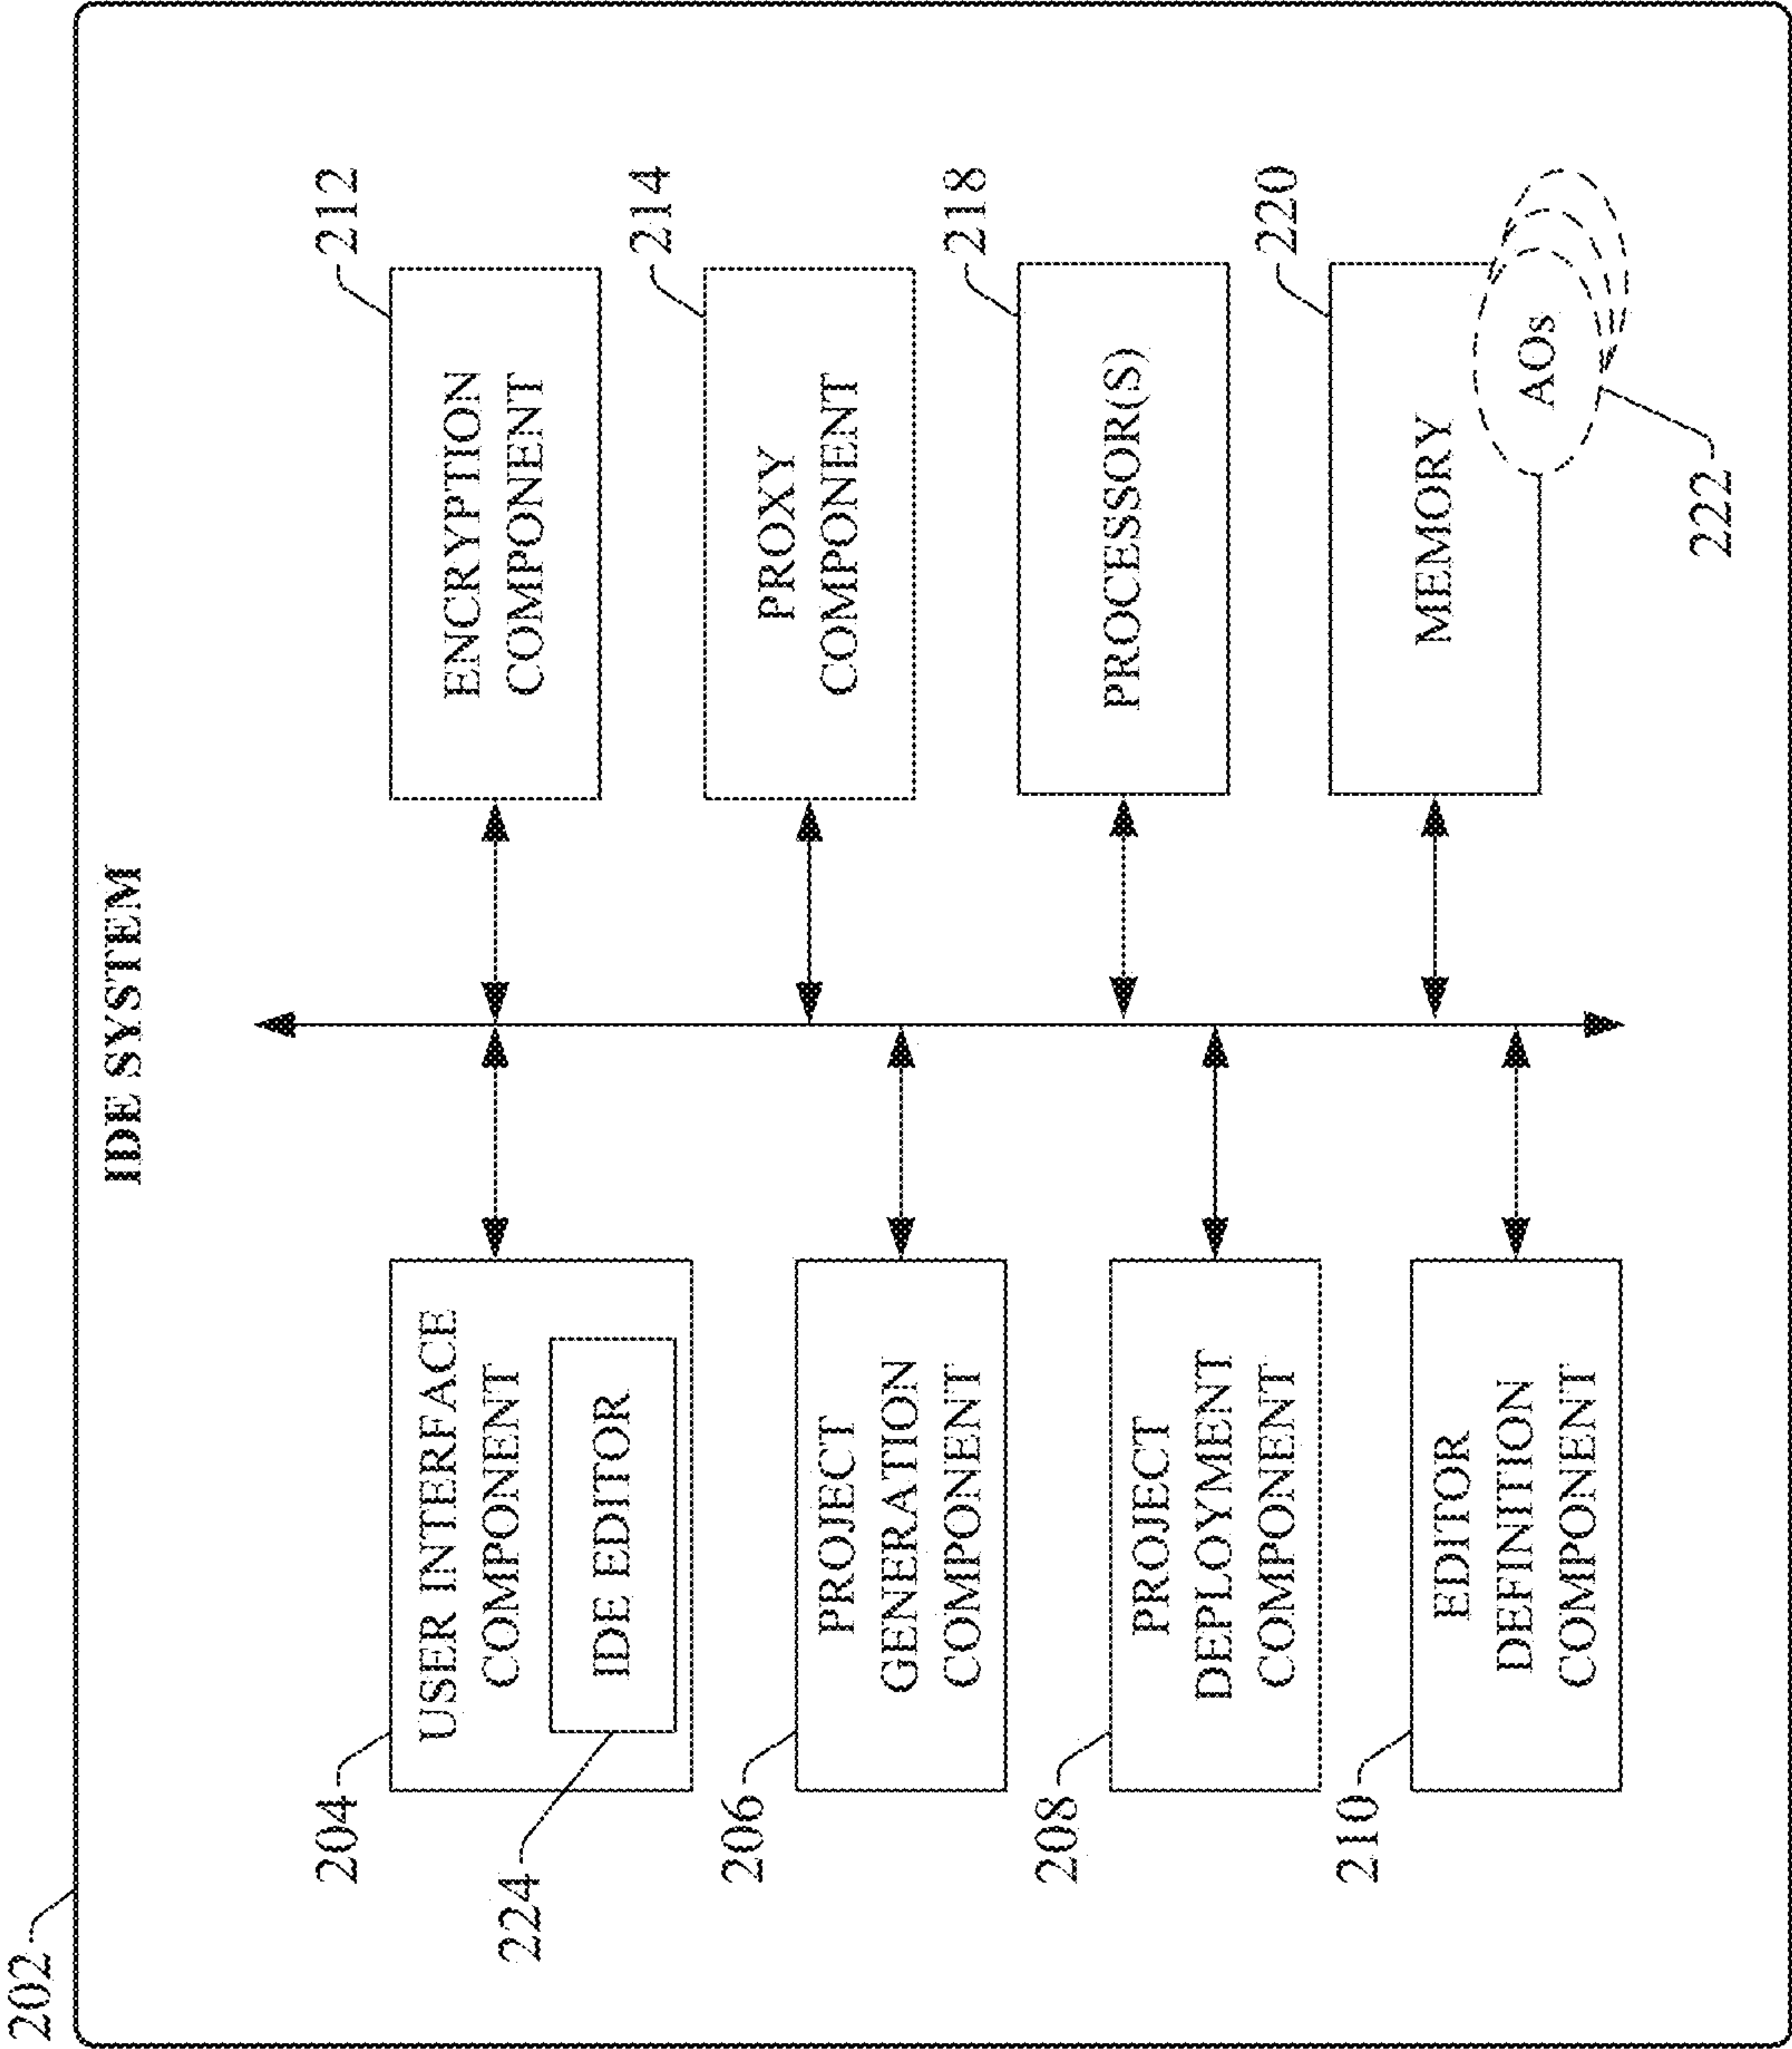 202
IDE SYSTEM
204
USER INTERFACE
COMPONENT
224
IDE EDITOR
206
PROJECT
GENERATION
COMPONENT
208
PROJECT
DEPLOYMENT
COMPONENT
210
EDITOR
DEFINITION
COMPONENT
212
ENCRYPTION
COMPONENT
214
PROXY
COMPONENT
218
PROCESSOR(S)
220
MEMORY
AOs
222